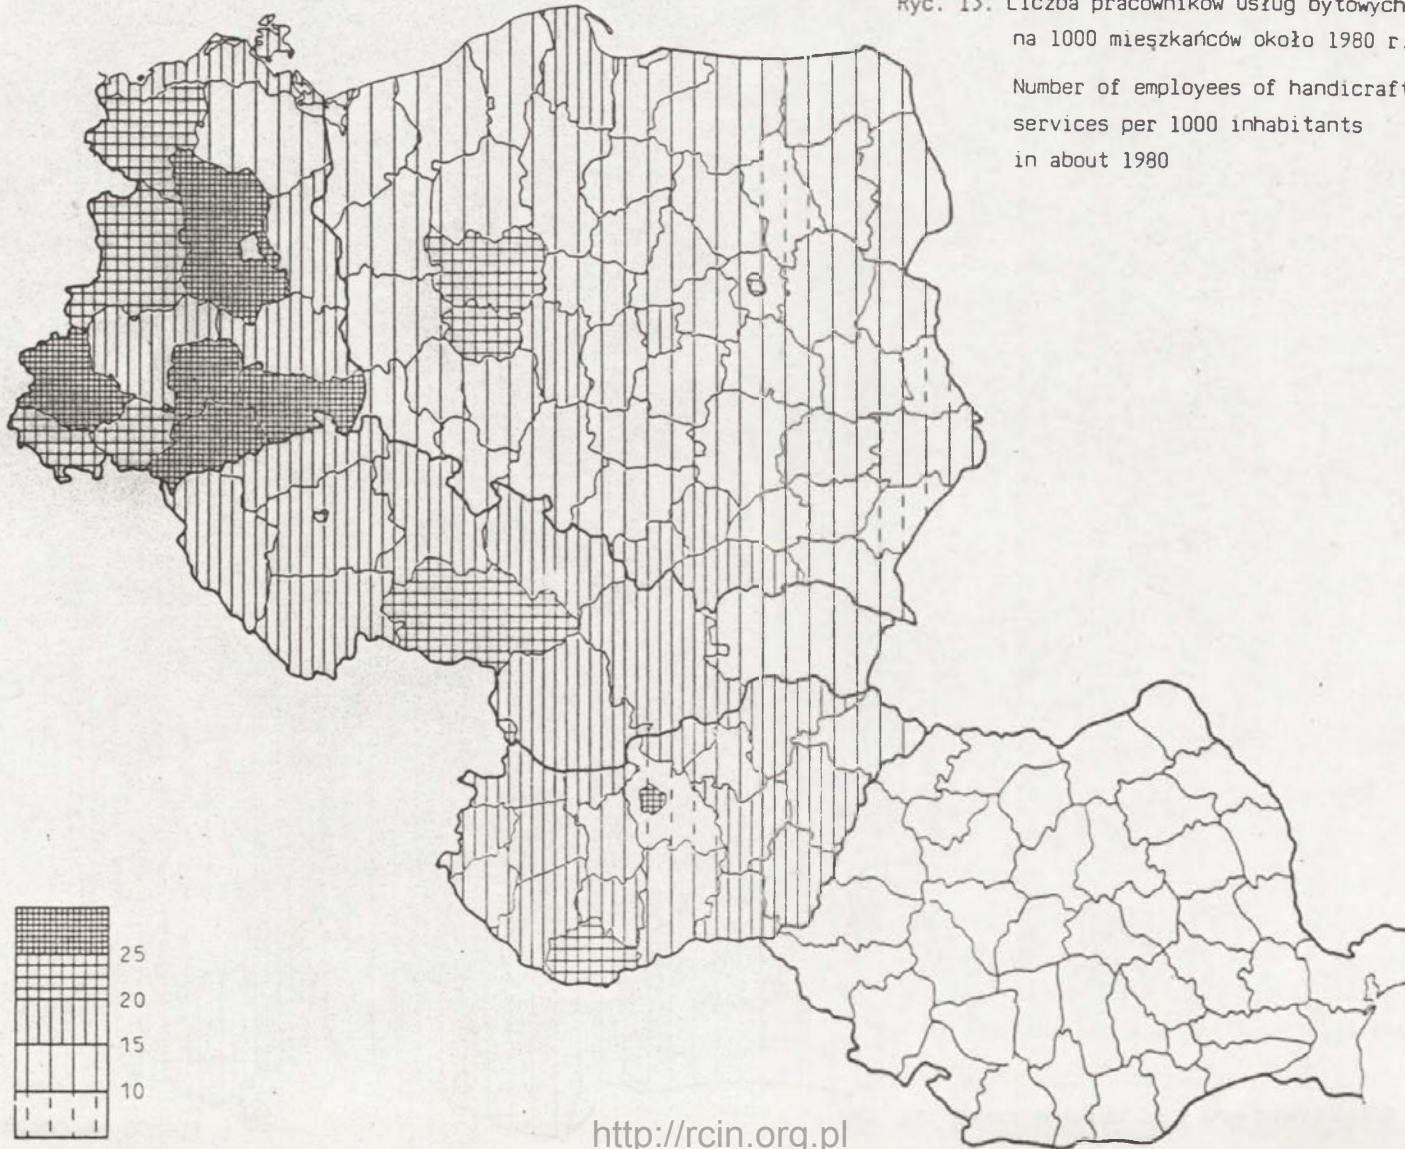 Ryc. 13. Liczba pracowników usług bytowych
na 1000 mieszkańców około 1980 r.
Number of employees of handicraft
services per 1000 inhabitants
in about 1980
25
20
15
10
http://rcin.org.pl